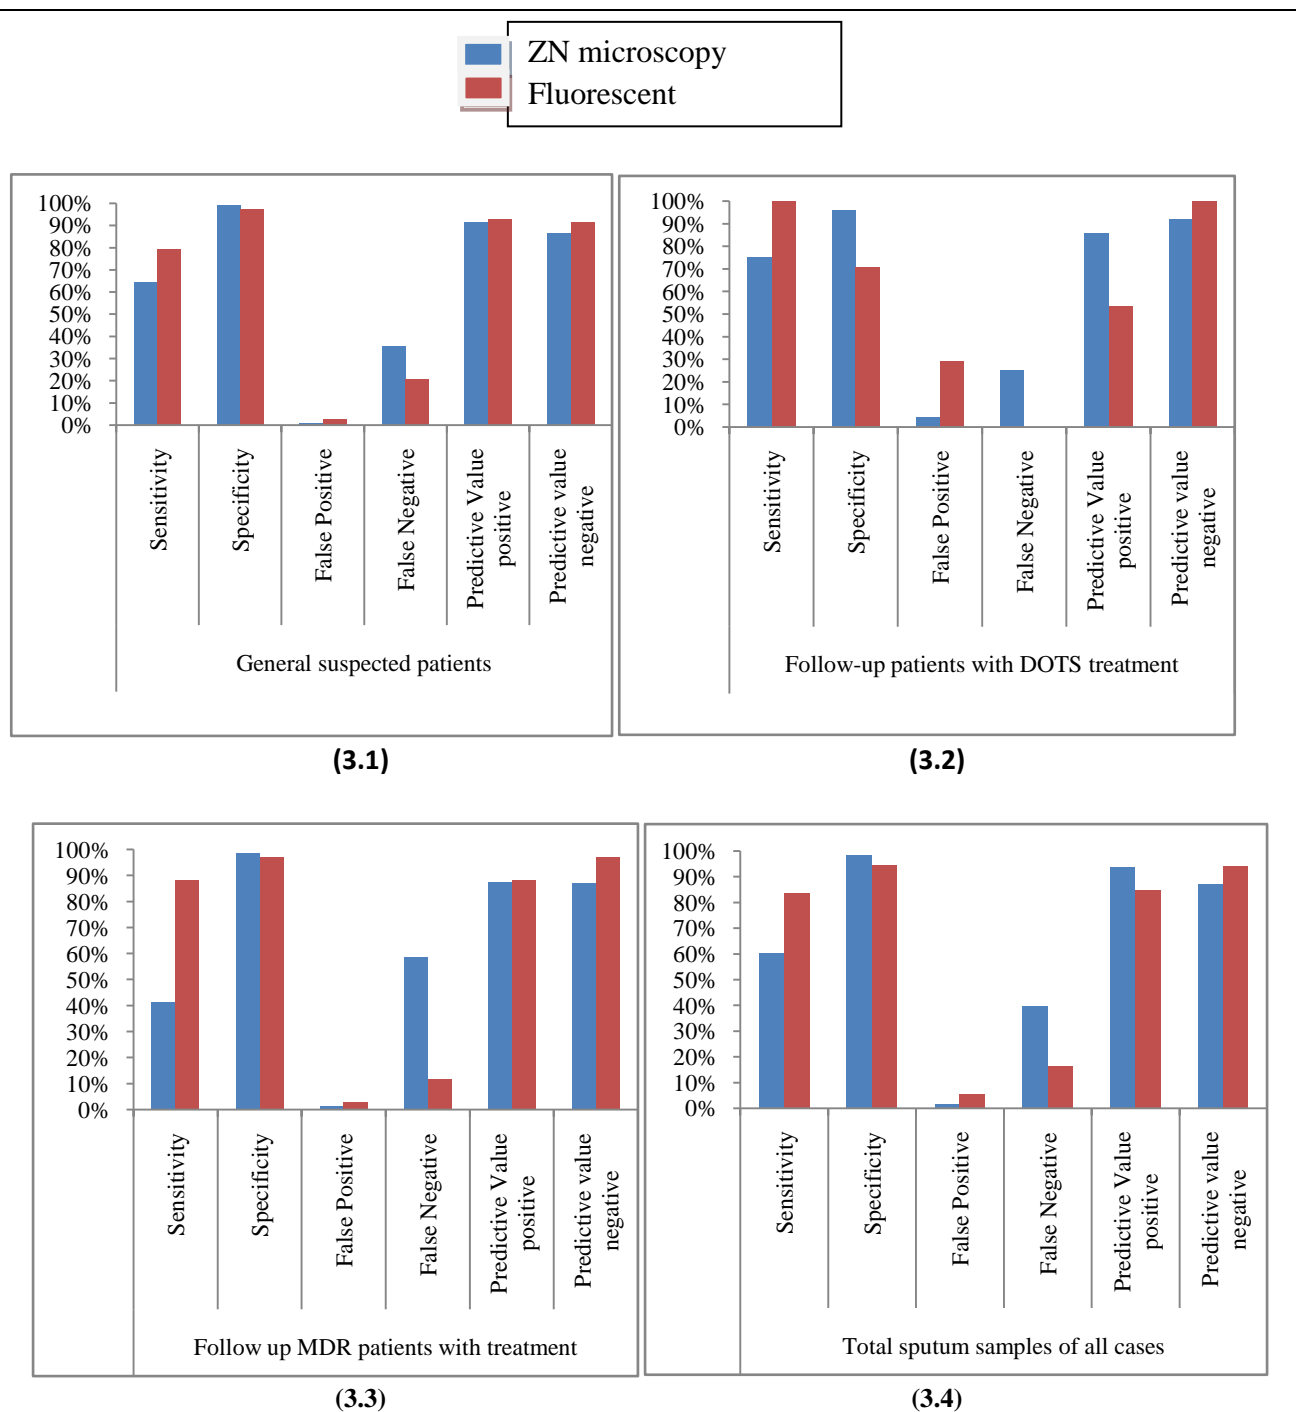 ZN microscopy
Fluorescent
100%
90%
80%
70%
60%
50%
40%
30%
20%
10%
0%
Sensitivity
Specificity
False Positive
False Negative
Predictive Value
positive
Predictive value
negative
General suspected patients
(3.1)
100%
90%
80%
70%
60%
50%
40%
30%
20%
10%
0%
Sensitivity
Specificity
False Positive
False Negative
Predictive Value
positive
Predictive value
negative
Follow-up patients with DOTS treatment
(3.2)
100%
90%
80%
70%
60%
50%
40%
30%
20%
10%
0%
Sensitivity
Specificity
False Positive
False Negative
Predictive Value
positive
Predictive value
negative
Follow up MDR patients with treatment
(3.3)
100%
90%
80%
70%
60%
50%
40%
30%
20%
10%
0%
Sensitivity
Specificity
False Positive
False Negative
Predictive Value
positive
Predictive value
negative
Total sputum samples of all cases
(3.4)